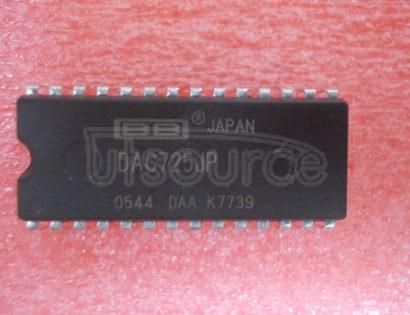 BB ® JAPAN
DAC725JP
utsource
0544 DAA K7739